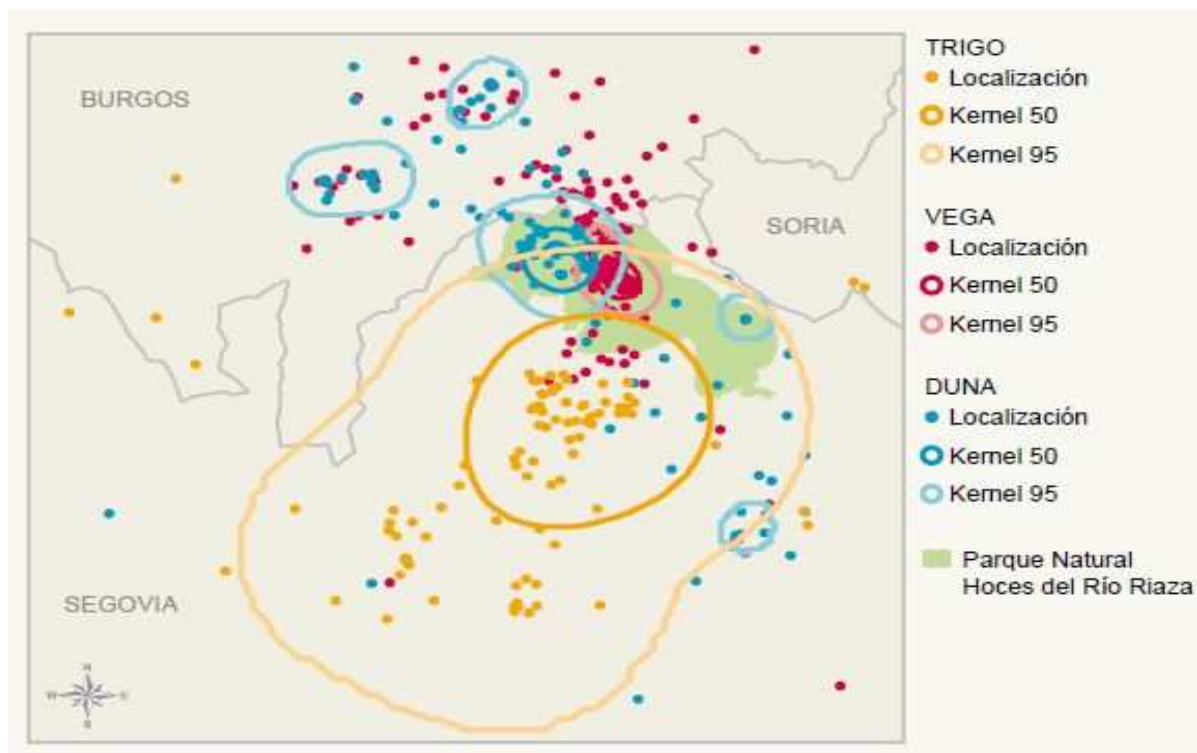 BURGOS
SORIA
SEGOVIA
N
W
E
S
TRIGO
Localización
Kernel 50
Kernel 95
VEGA
Localización
Kernel 50
Kernel 95
DUNA
Localización
Kernel 50
Kernel 95
Parque Natural
Hoces del Río Riaza